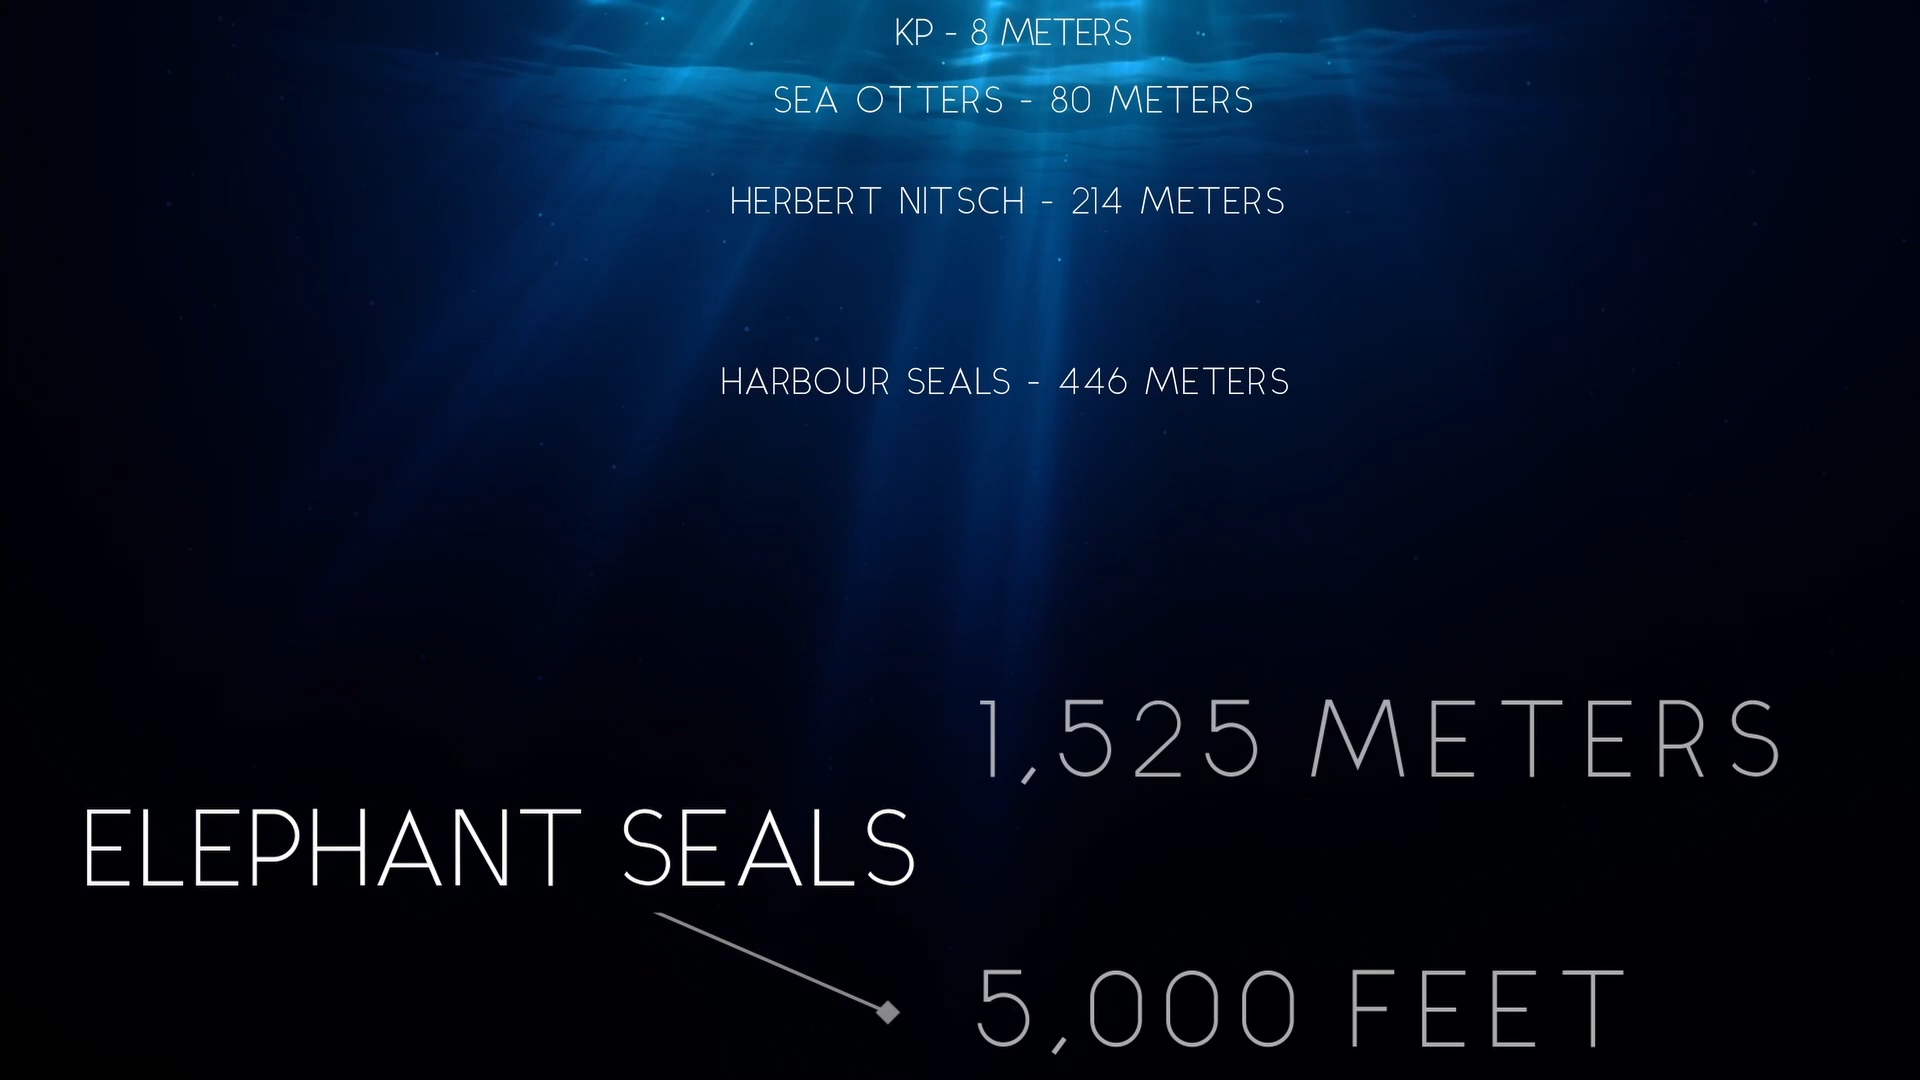 KP - 8 METERS
SEA OTTERS - 80 METERS
HERBERT NITSCH - 214 METERS
HARBOUR SEALS - 446 METERS
1,525 METERS
ELEPHANT SEALS
5,000 FEET